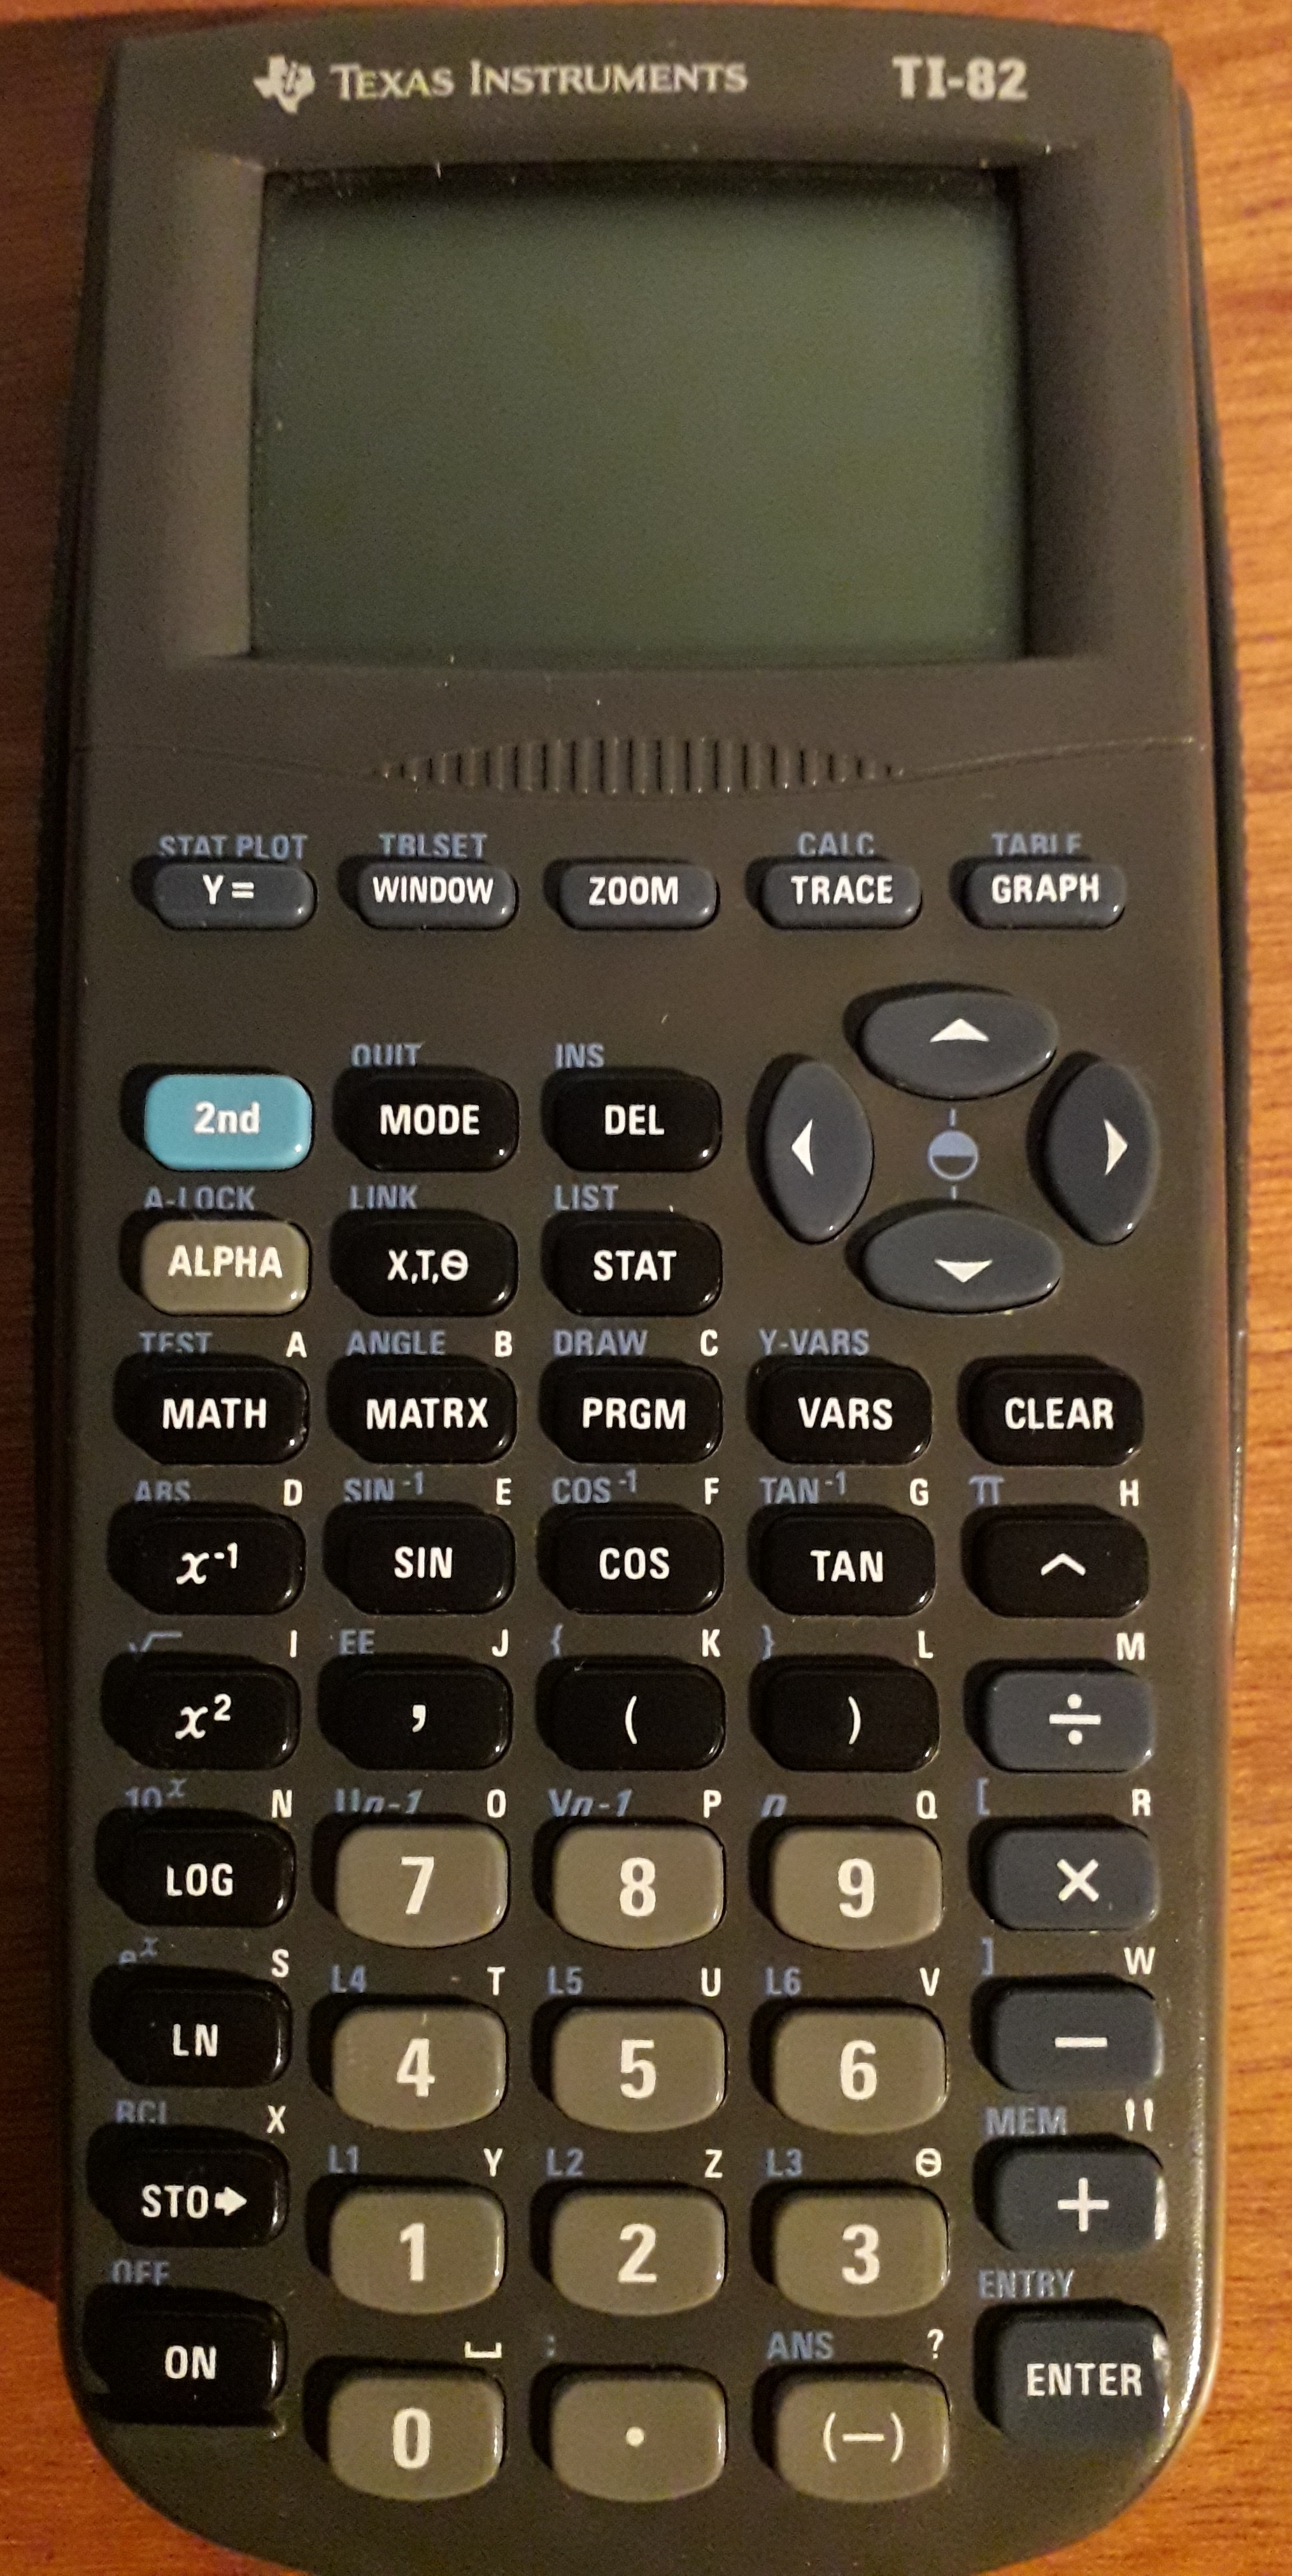 TEXAS INSTRUMENTS TI-82
STAT PLOT TBLSET CALC TABLE
Y= WINDOW ZOOM TRACE GRAPH
QUIT INS
2nd MODE DEL
A-LOCK LINK LIST
ALPHA X,T,Θ STAT
TEST A ANGLE B DRAW C Y-VARS
MATH MATRX PRGM VARS CLEAR
ABS D SIN⁻¹ E COS⁻¹ F TAN⁻¹ G π H
x⁻¹ SIN COS TAN ^
√ I EE J { K } L M
x² , ( ) ÷
10ˣ N Un-1 O Vn-1 P n Q [ R
LOG 7 8 9 ×
eˣ S L4 T L5 U L6 V ] W
LN 4 5 6 −
RCL X L1 Y L2 Z L3 Θ MEM "
STO➡ 1 2 3 +
OFF ⎵ : ANS ? ENTRY
ON 0 . (−) ENTER